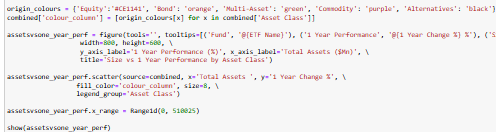 origin_colours = {'Equity':'#CE1141', 'Bond': 'orange', 'Multi-Asset': 'green', 'Commodity': 'purple', 'Alternatives': 'black'}
combined['colour_column'] = [origin_colours[x] for x in combined['Asset Class']]
assetsvsone_year_perf = figure(tools='', tooltips=[('Fund', '@{ETF Name}'), ('1 Year Performance', '@{1 Year Change %} %'), ('S
width=800, height=600, \
y_axis_label='1 Year Performance (%)', x_axis_label='Total Assets ($Mn)', \
title='Size vs 1 Year Performance by Asset Class')
assetsvsone_year_perf.scatter(source=combined, x='Total Assets ', y='1 Year Change %', \
fill_color='colour_column', size=8, \
legend_group='Asset Class')
assetsvsone_year_perf.x_range = Range1d(0, 510025)
show(assetsvsone_year_perf)